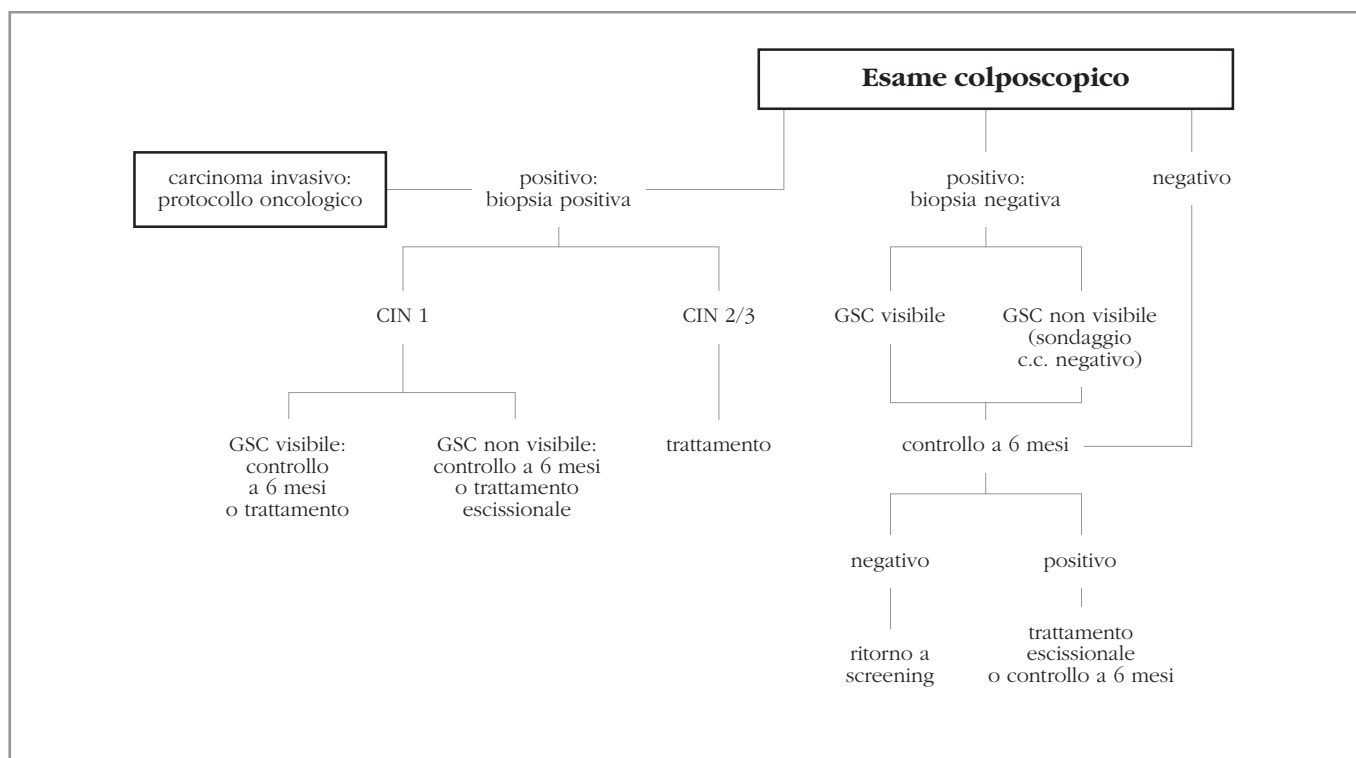 Esame colposcopico
carcinoma invasivo:
protocollo oncologico
positivo:
biopsia positiva
positivo:
biopsia negativa
negativo
CIN 1
CIN 2/3
GSC visibile
GSC non visibile
(sondaggio
c.c. negativo)
GSC visibile:
controllo
a 6 mesi
o trattamento
GSC non visibile:
controllo a 6 mesi
o trattamento
escissionale
trattamento
controllo a 6 mesi
negativo
positivo
ritorno a
screening
trattamento
escissionale
o controllo a 6 mesi